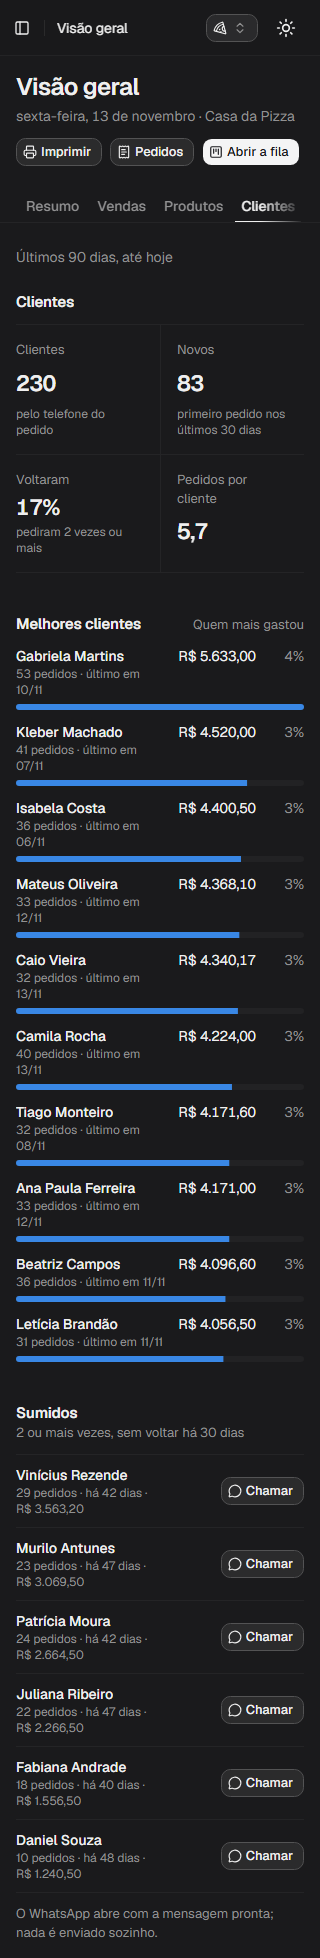 Visão geral
Visão geral
sexta-feira, 13 de novembro · Casa da Pizza
Imprimir
Pedidos
Abrir a fila
Resumo
Vendas
Produtos
Clientes
Últimos 90 dias, até hoje
Clientes
Clientes
230
pelo telefone do
pedido
Novos
83
primeiro pedido nos
últimos 30 dias
Voltaram
17%
pediram 2 vezes ou
mais
Pedidos por
cliente
5,7
Melhores clientes
Quem mais gastou
Gabriela Martins R$ 5.633,00 4%
53 pedidos · último em
10/11
Kleber Machado R$ 4.520,00 3%
41 pedidos · último em
07/11
Isabela Costa R$ 4.400,50 3%
36 pedidos · último em
06/11
Mateus Oliveira R$ 4.368,10 3%
33 pedidos · último em
12/11
Caio Vieira R$ 4.340,17 3%
32 pedidos · último em
13/11
Camila Rocha R$ 4.224,00 3%
40 pedidos · último em
13/11
Tiago Monteiro R$ 4.171,60 3%
32 pedidos · último em
08/11
Ana Paula Ferreira R$ 4.171,00 3%
33 pedidos · último em
12/11
Beatriz Campos R$ 4.096,60 3%
36 pedidos · último em 11/11
Letícia Brandão R$ 4.056,50 3%
31 pedidos · último em 11/11
Sumidos
2 ou mais vezes, sem voltar há 30 dias
Vinícius Rezende
29 pedidos · há 42 dias ·
R$ 3.563,20
Chamar
Murilo Antunes
23 pedidos · há 47 dias ·
R$ 3.069,50
Chamar
Patrícia Moura
24 pedidos · há 42 dias ·
R$ 2.664,50
Chamar
Juliana Ribeiro
22 pedidos · há 47 dias ·
R$ 2.266,50
Chamar
Fabiana Andrade
18 pedidos · há 40 dias ·
R$ 1.556,50
Chamar
Daniel Souza
10 pedidos · há 48 dias ·
R$ 1.240,50
Chamar
O WhatsApp abre com a mensagem pronta;
nada é enviado sozinho.